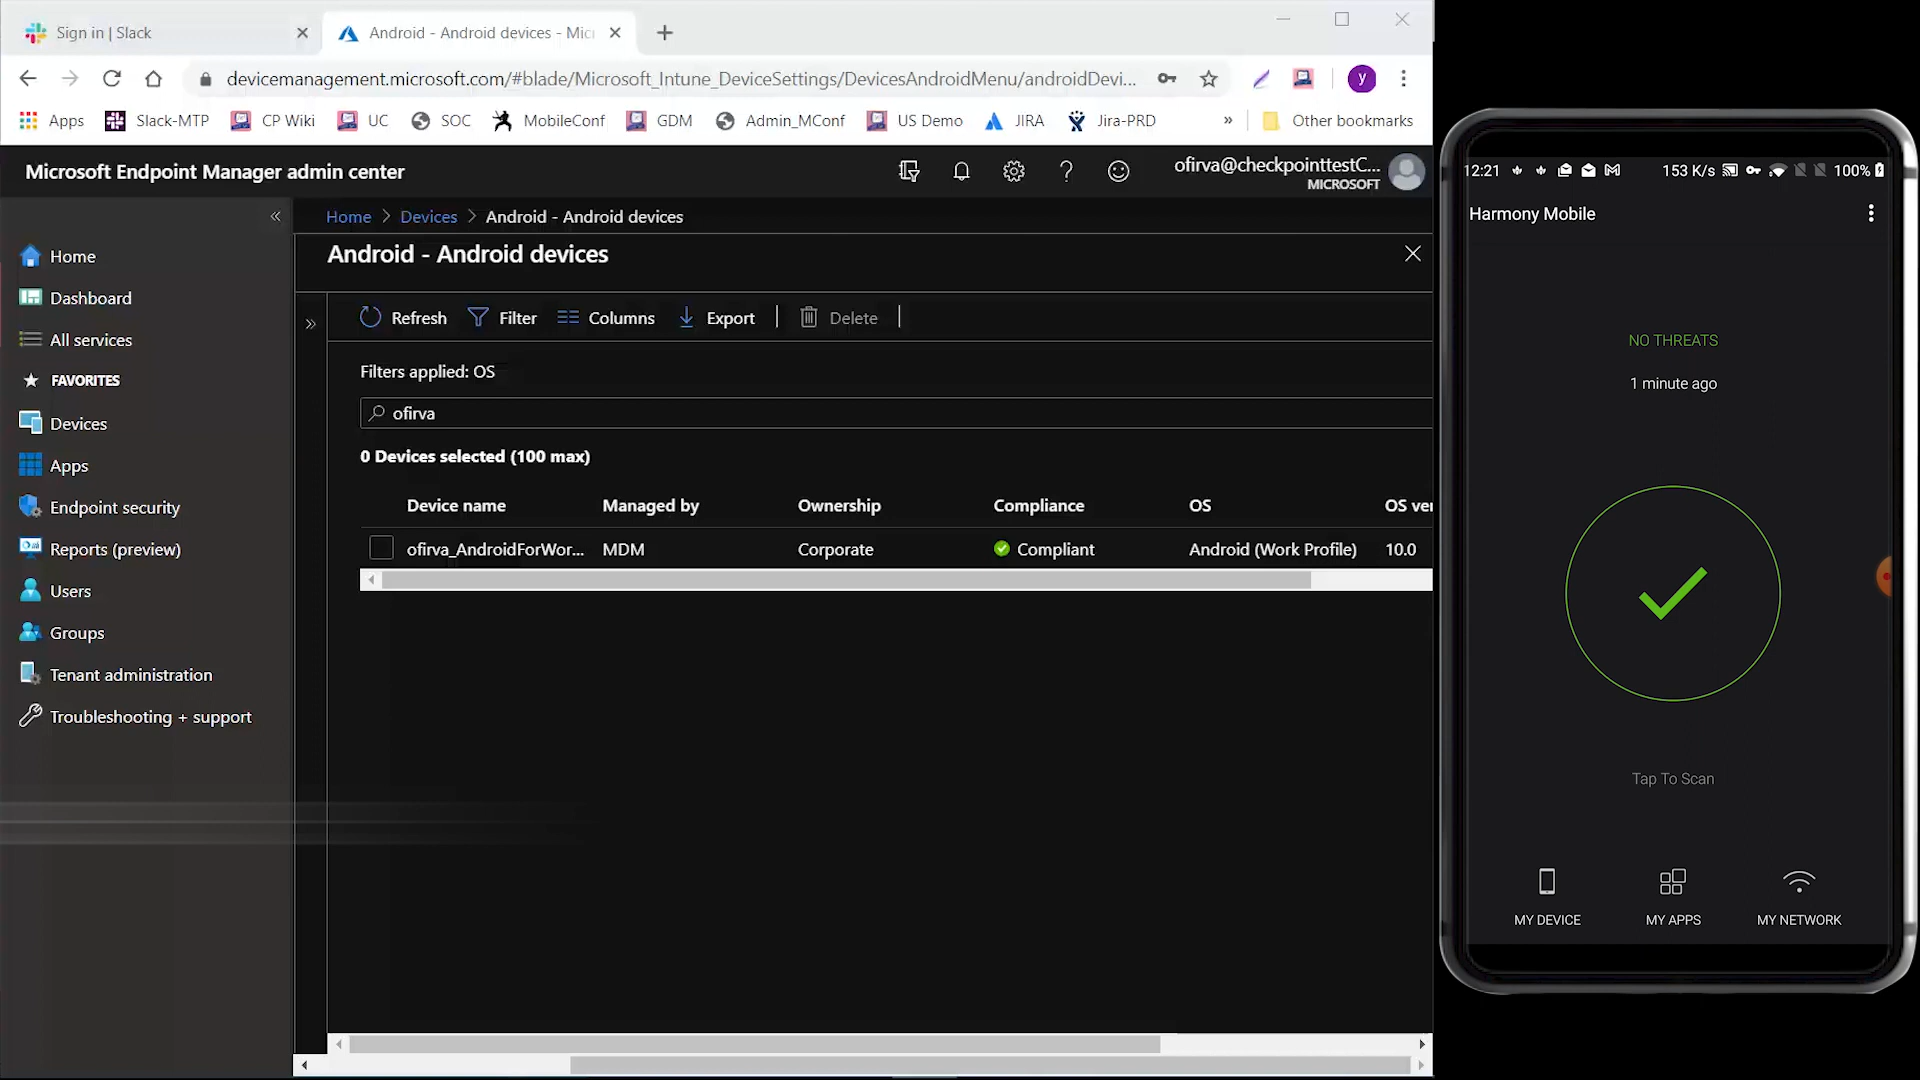 Sign in | Slack
Android - Android devices - Mic
devicemanagement.microsoft.com/#blade/Microsoft_Intune_DeviceSettings/DevicesAndroidMenu/androidDevi...
y
Apps
Slack-MTP
CP Wiki
UC
SOC
MobileConf
GDM
Admin_MConf
US Demo
JIRA
Jira-PRD
»
Other bookmarks
Microsoft Endpoint Manager admin center
ofirva@checkpointtestC...
MICROSOFT
Home > Devices > Android - Android devices
Android - Android devices
Home
Dashboard
All services
FAVORITES
Devices
Apps
Endpoint security
Reports (preview)
Users
Groups
Tenant administration
Troubleshooting + support
Refresh
Filter
Columns
Export
Delete
Filters applied: OS
ofirva
0 Devices selected (100 max)
Device name Managed by Ownership Compliance OS OS ver
ofirva_AndroidForWor... MDM Corporate Compliant Android (Work Profile) 10.0
12:21 153 K/s 100%
Harmony Mobile
NO THREATS
1 minute ago
Tap To Scan
MY DEVICE
MY APPS
MY NETWORK